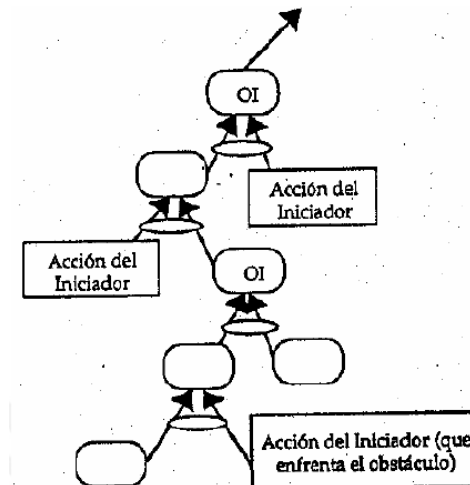 OI
Acción del
Iniciador
Acción del
Iniciador
OI
Acción del Iniciador (que
enfrenta el obstáculo)